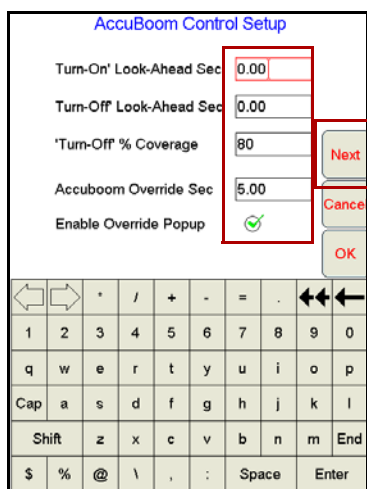 AccuBoom Control Setup
Turn-On' Look-Ahead Sec 0.00
Turn-Off' Look-Ahead Sec 0.00
'Turn-Off' % Coverage 80
Next
Accuboom Override Sec 5.00
Cancel
Enable Override Popup
OK
* / + - = .
1 2 3 4 5 6 7 8 9 0
q w e r t y u i o p
Cap a s d f g h j k l
Shift z x c v b n m End
$ % @ \ , : Space Enter